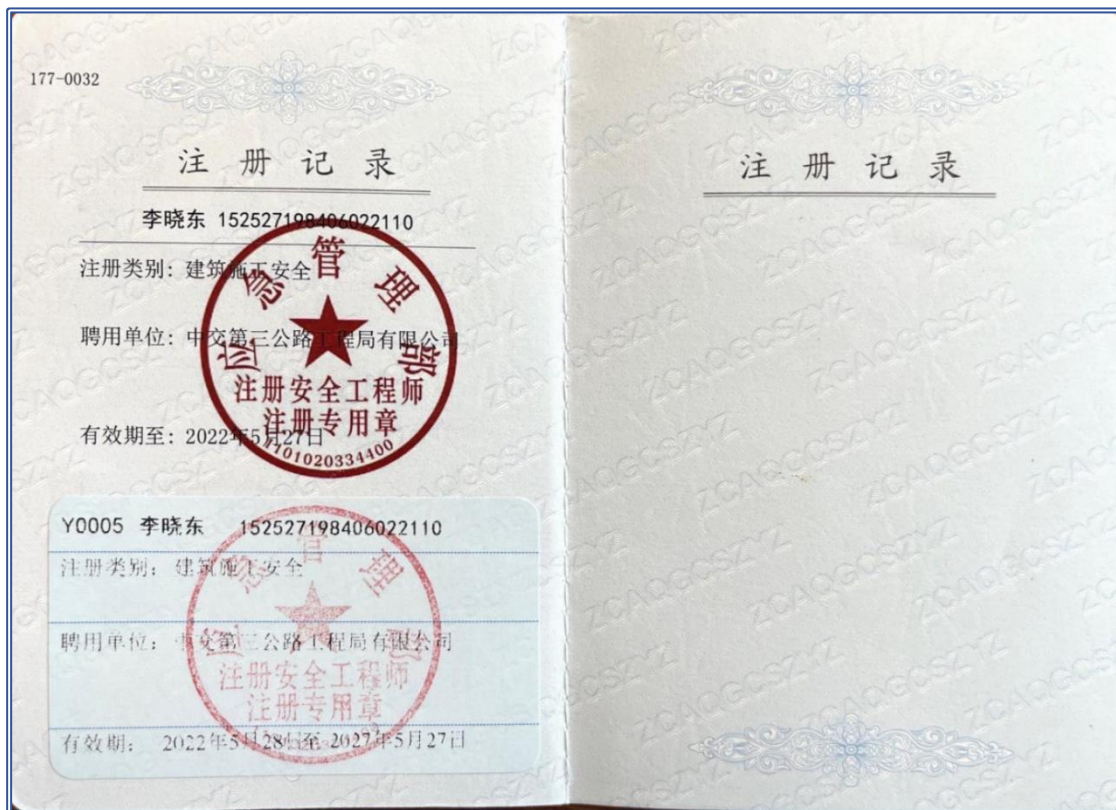 177-0032
注册记录
李晓东 152527198406022110
注册类别：建筑施工安全
聘用单位：中交第三公路工程局有限公司
有效期至：2022年5月27日
应急管理部
注册安全工程师
注册专用章
1101020334400
Y0005 李晓东 152527198406022110
注册类别： 建筑施工安全
聘用单位： 中交第三公路工程局有限公司
有效期： 2022年5月28日至 2027年5月27日
应急管理部
注册安全工程师
注册专用章
注册记录
ZCAQGCSZYZ